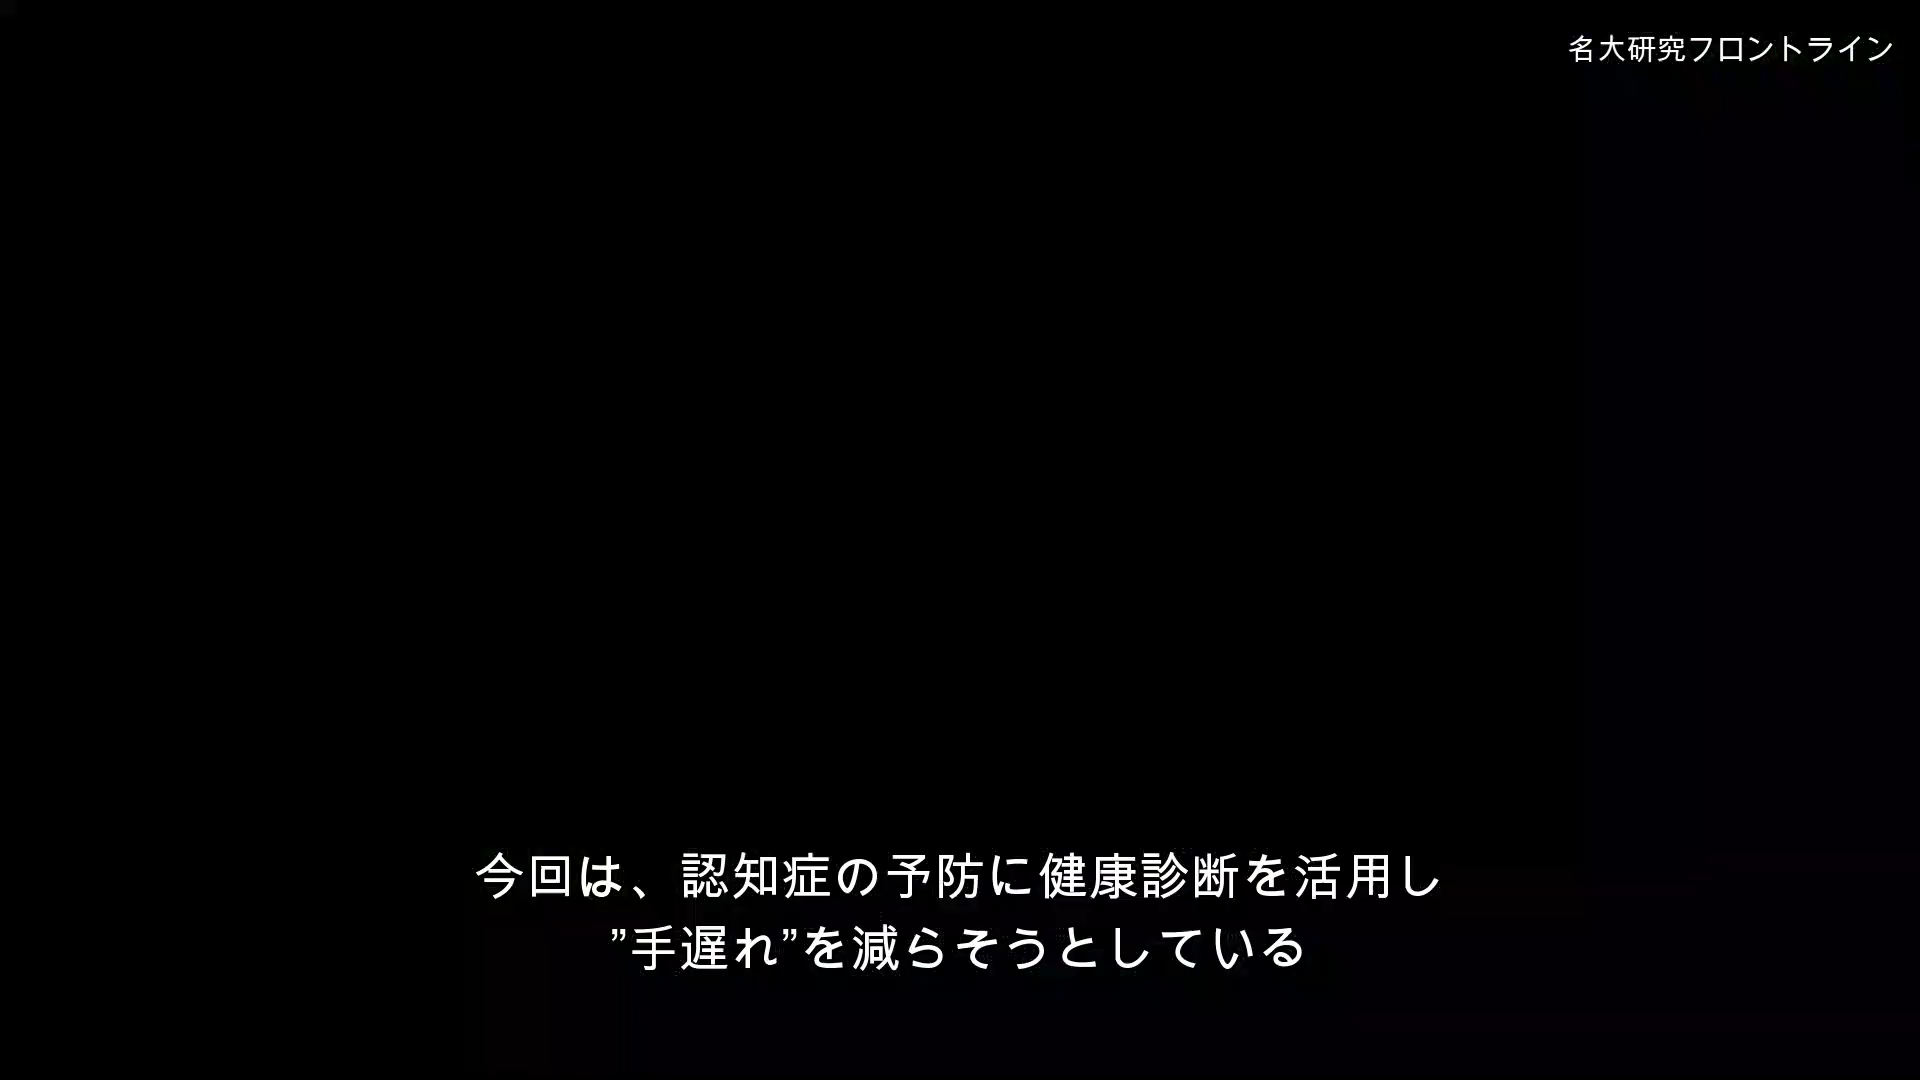 名大研究フロントライン
今回は、認知症の予防に健康診断を活用し
”手遅れ”を減らそうとしている